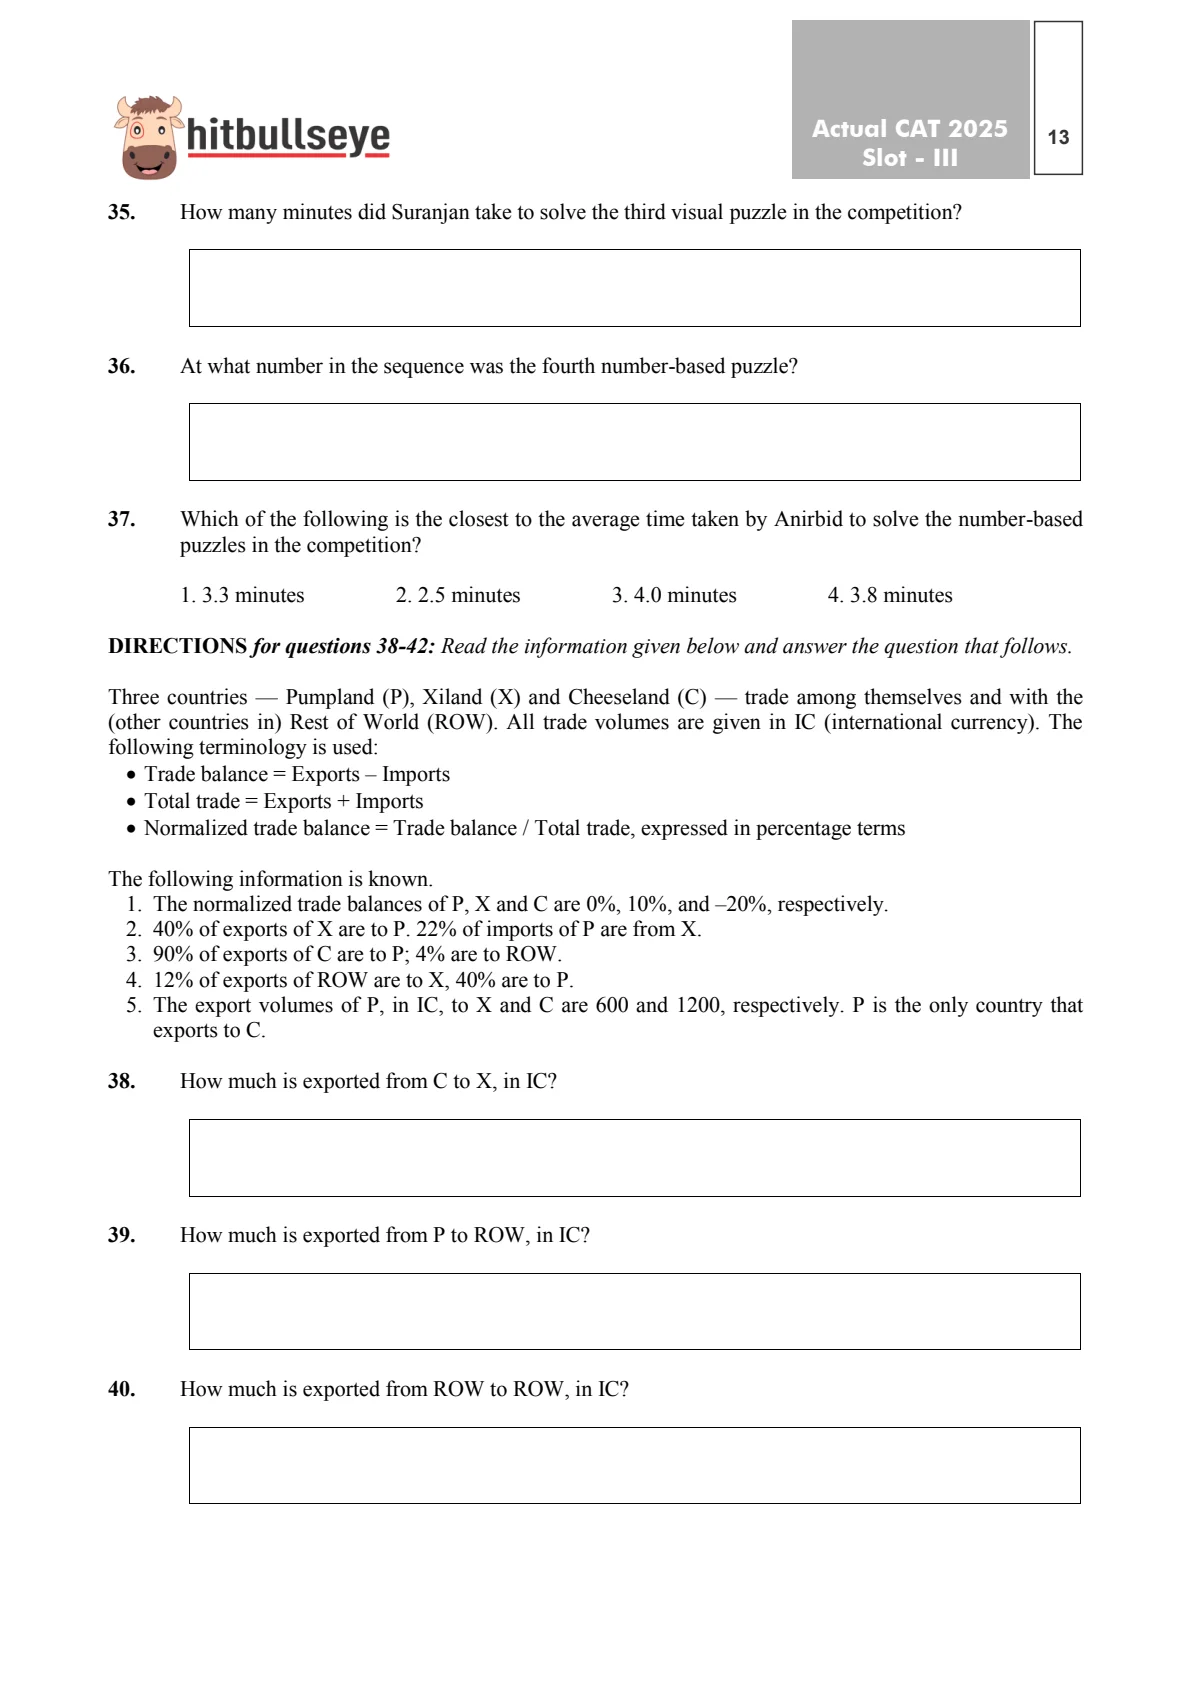 hitbullseye
Actual CAT 2025
Slot - III
13
35. How many minutes did Suranjan take to solve the third visual puzzle in the competition?
36. At what number in the sequence was the fourth number-based puzzle?
37. Which of the following is the closest to the average time taken by Anirbid to solve the number-based
puzzles in the competition?
1. 3.3 minutes 2. 2.5 minutes 3. 4.0 minutes 4. 3.8 minutes
DIRECTIONS for questions 38-42: Read the information given below and answer the question that follows.
Three countries — Pumpland (P), Xiland (X) and Cheeseland (C) — trade among themselves and with the
(other countries in) Rest of World (ROW). All trade volumes are given in IC (international currency). The
following terminology is used:
• Trade balance = Exports – Imports
• Total trade = Exports + Imports
• Normalized trade balance = Trade balance / Total trade, expressed in percentage terms
The following information is known.
1. The normalized trade balances of P, X and C are 0%, 10%, and –20%, respectively.
2. 40% of exports of X are to P. 22% of imports of P are from X.
3. 90% of exports of C are to P; 4% are to ROW.
4. 12% of exports of ROW are to X, 40% are to P.
5. The export volumes of P, in IC, to X and C are 600 and 1200, respectively. P is the only country that
exports to C.
38. How much is exported from C to X, in IC?
39. How much is exported from P to ROW, in IC?
40. How much is exported from ROW to ROW, in IC?